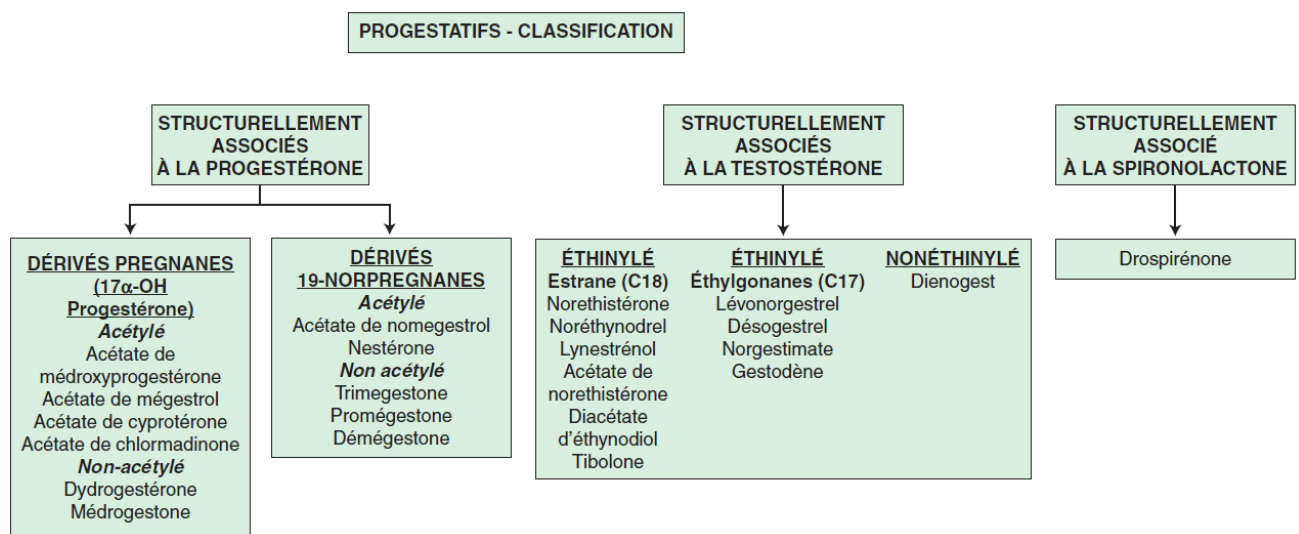 PROGESTATIFS - CLASSIFICATION
STRUCTURELLEMENT
ASSOCIÉS
À LA PROGESTÉRONE
STRUCTURELLEMENT
ASSOCIÉS
À LA TESTOSTÉRONE
STRUCTURELLEMENT
ASSOCIÉ
À LA SPIRONOLACTONE
DÉRIVÉS PREGNANES
(17α-OH
Progestérone)
Acétylé
Acétate de
médroxyprogestérone
Acétate de mégestrol
Acétate de cyprotérone
Acétate de chlormadinone
Non-acétylé
Dydrogestérone
Médrogestone
DÉRIVÉS
19-NORPREGNANES
Acétylé
Acétate de nomegestrol
Nestérone
Non acétylé
Trimegestone
Promégestone
Démégestone
ÉTHINYLÉ
Estrane (C18)
Norethistérone
Noréthynodrel
Lynestrénol
Acétate de
norethistérone
Diacétate
d'éthynodiol
Tibolone
ÉTHINYLÉ
Éthylgonanes (C17)
Lévonorgestrel
Désogestrel
Norgestimate
Gestodène
NONÉTHINYLÉ
Dienogest
Drospirénone